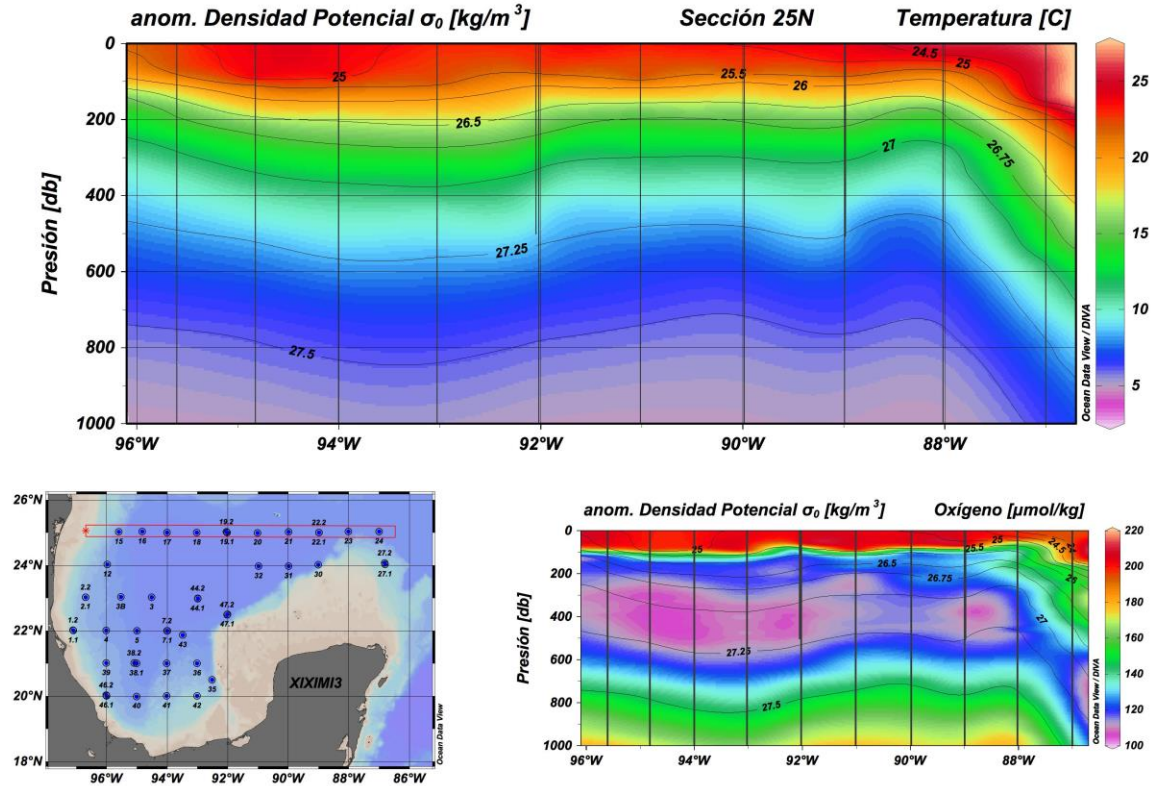 anom. Densidad Potencial σ₀ [kg/m³] Sección 25N Temperatura [C]
0
200
400
600
800
1000
Presión [db]
25
26.5
27.25
27.5
25.5
26
27
24.5
25
26.75
96°W 94°W 92°W 90°W 88°W
25
20
15
10
5
Ocean Data View / DIVA
26°N
24°N
22°N
20°N
18°N
19.2 22.2
15 16 17 18 19.1 20 21 22.1 23 24
27.2
12 32 31 30 27.1
2.2 44.2
2.1 3B 3 44.1 47.2
47.1
1.2 7.2
1.1 4 5 7.1 43
38.2
39 38.1 37 36
35
46.2
46.1 40 41 42
XIXIMI3
96°W 94°W 92°W 90°W 88°W 86°W
Ocean Data View
anom. Densidad Potencial σ₀ [kg/m³] Oxígeno [µmol/kg]
0
200
400
600
800
1000
Presión [db]
25
27.25
27.5
26.5
26.75
25.5
24.5
24
25
27
96°W 94°W 92°W 90°W 88°W
220
200
180
160
140
120
100
Ocean Data View / DIVA